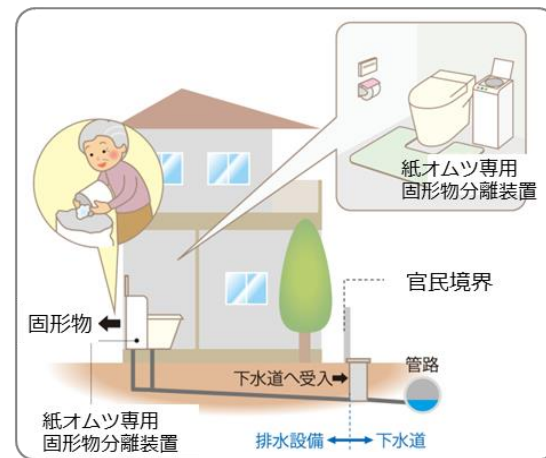 紙オムツ専用
固形物分離装置
官民境界
固形物
下水道へ受入
管路
紙オムツ専用
固形物分離装置
排水設備
下水道